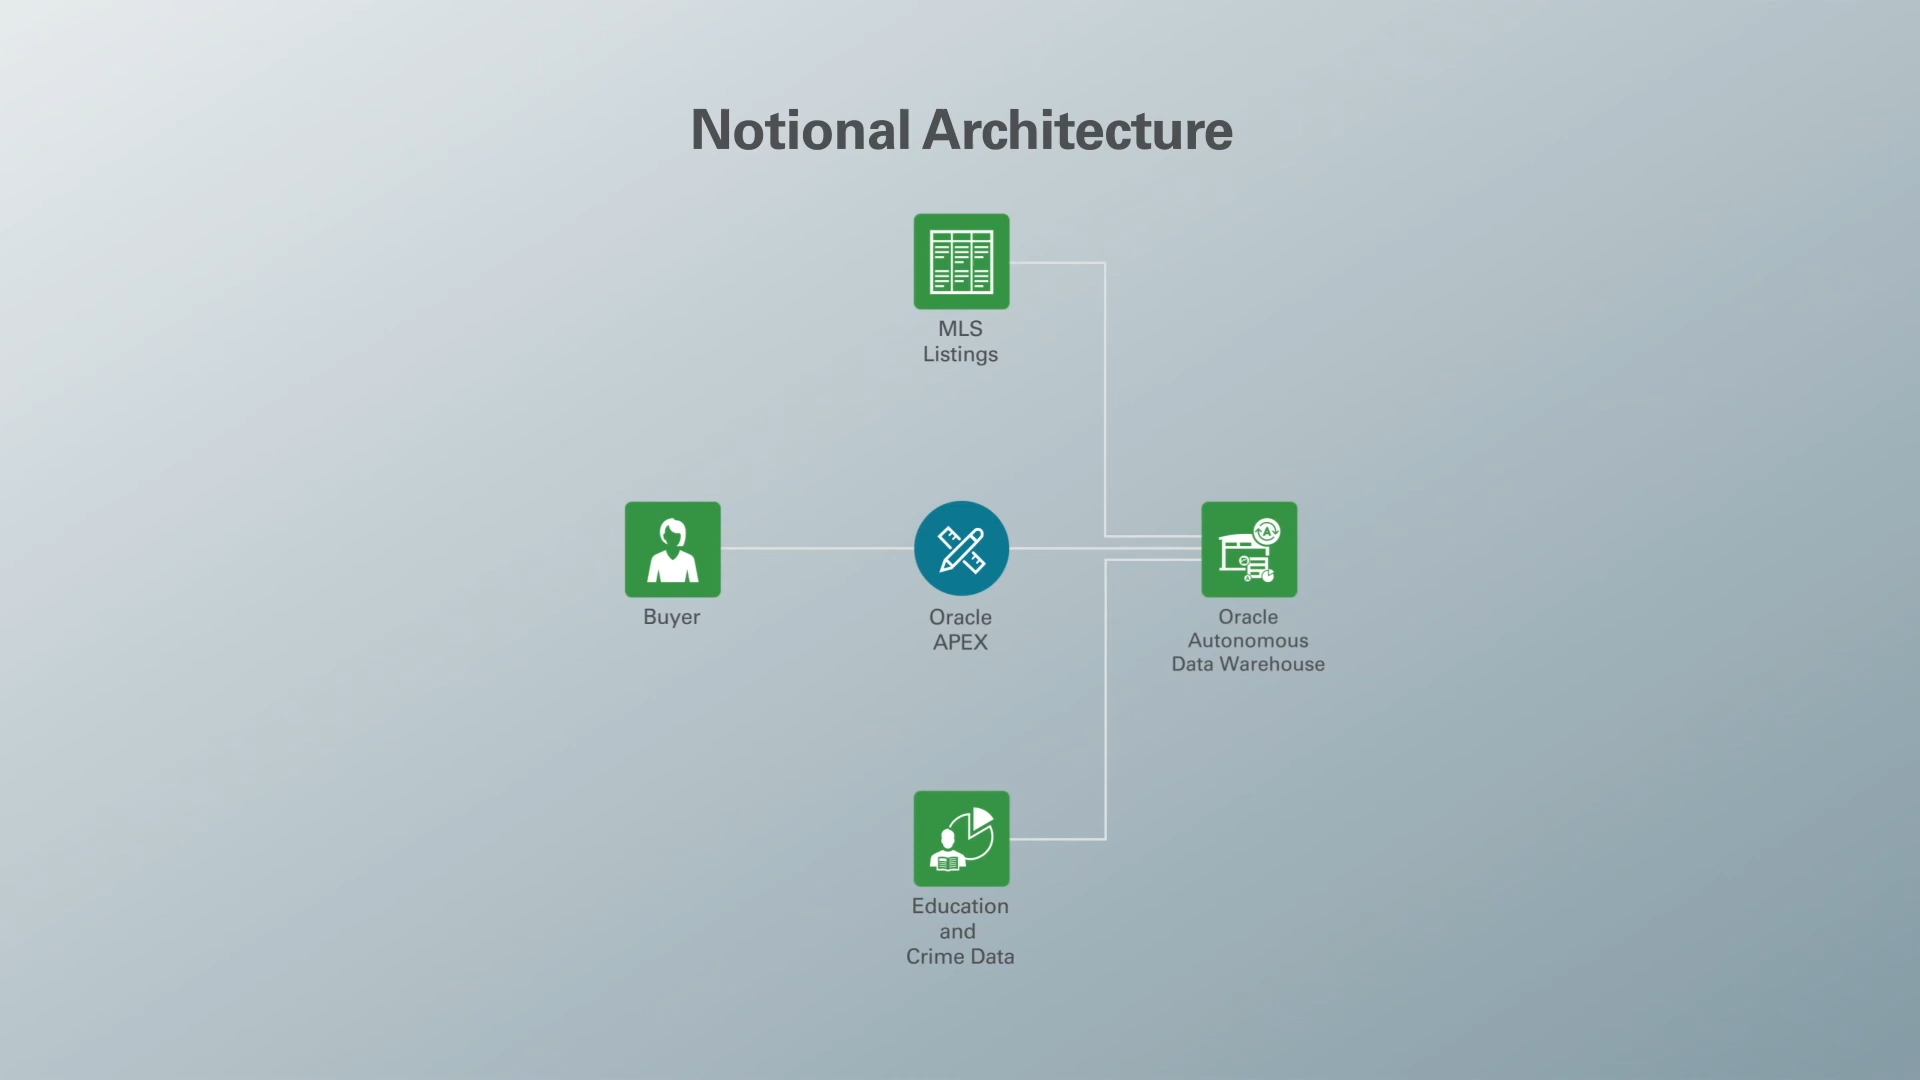 Notional Architecture
MLS
Listings
Buyer
Oracle
APEX
Oracle
Autonomous
Data Warehouse
Education
and
Crime Data